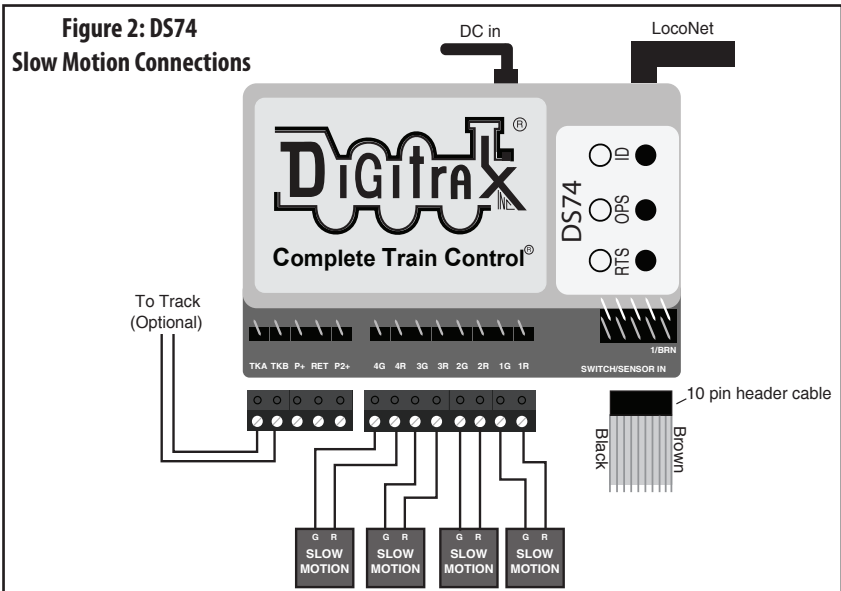 Figure 2: DS74
Slow Motion Connections
DC in
LocoNet
DiGitrax ®
INC.
Complete Train Control®
DS74
ID
OPS
RTS
To Track
(Optional)
TKA TKB P+ RET P2+ 4G 4R 3G 3R 2G 2R 1G 1R
1/BRN
SWITCH/SENSOR IN
10 pin header cable
Black
Brown
G R
SLOW
MOTION
G R
SLOW
MOTION
G R
SLOW
MOTION
G R
SLOW
MOTION